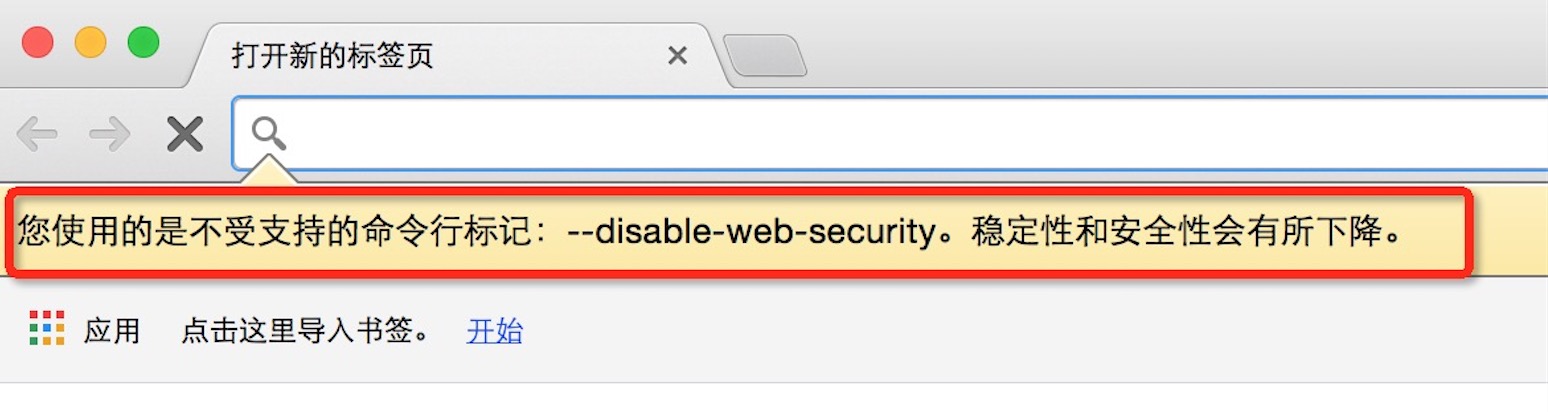 打开新的标签页
您使用的是不受支持的命令行标记：--disable-web-security。稳定性和安全性会有所下降。
应用 点击这里导入书签。 开始